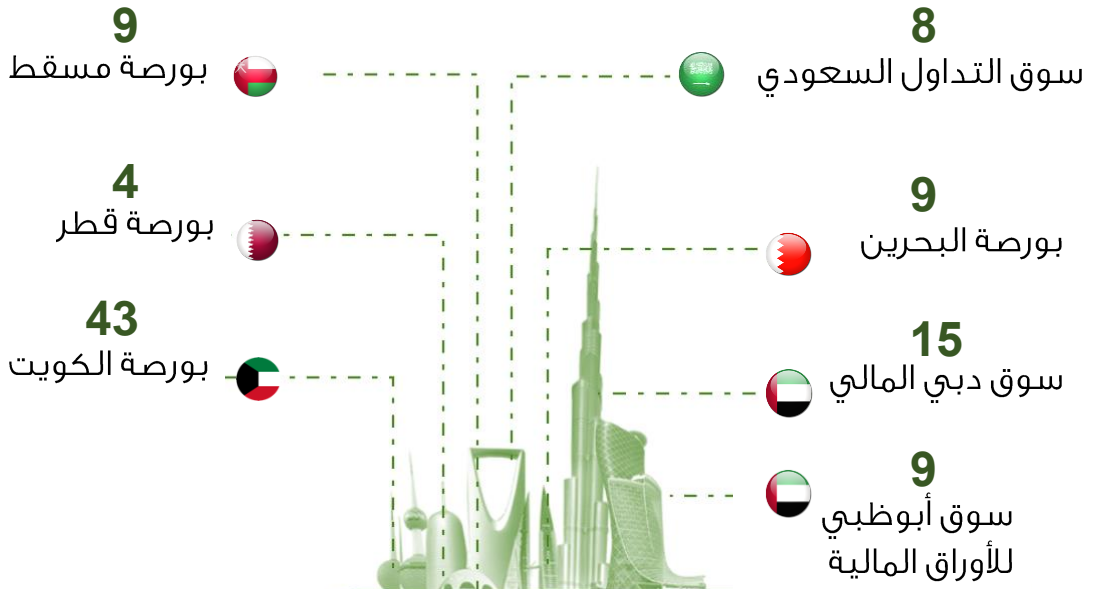 8
سوق التداول السعودي
9
بورصة مسقط
9
بورصة البحرين
4
بورصة قطر
15
سوق دبي المالي
43
بورصة الكويت
9
سوق أبوظبي
للأوراق المالية